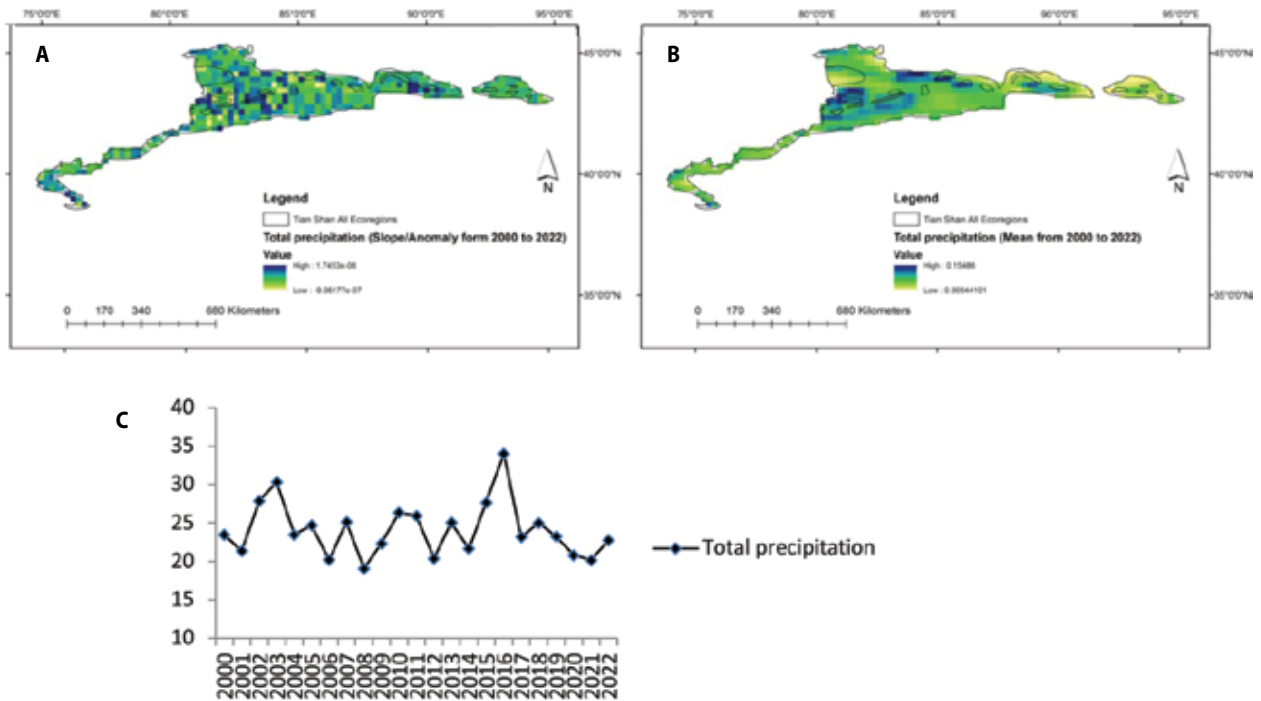 75°0'0"E 80°0'0"E 85°0'0"E 90°0'0"E 95°0'0"E
A
45°0'0"N
40°0'0"N
N
Legend
Tian Shan All Ecoregions
Total precipitation (Slope/Anomaly form 2000 to 2022)
Value
High :
Low :
35°0'0"N
0 170 340 680 Kilometers
75°0'0"E 80°0'0"E 85°0'0"E 90°0'0"E 95°0'0"E
B
45°0'0"N
40°0'0"N
N
Legend
Tian Shan All Ecoregions
Total precipitation (Mean from 2000 to 2022)
Value
High : 0.15486
Low :
35°0'0"N
0 170 340 680 Kilometers
C
40
35
30
25
20
15
10
2000 2001 2002 2003 2004 2005 2006 2007 2008 2009 2010 2011 2012 2013 2014 2015 2016 2017 2018 2019 2020 2021 2022
Total precipitation